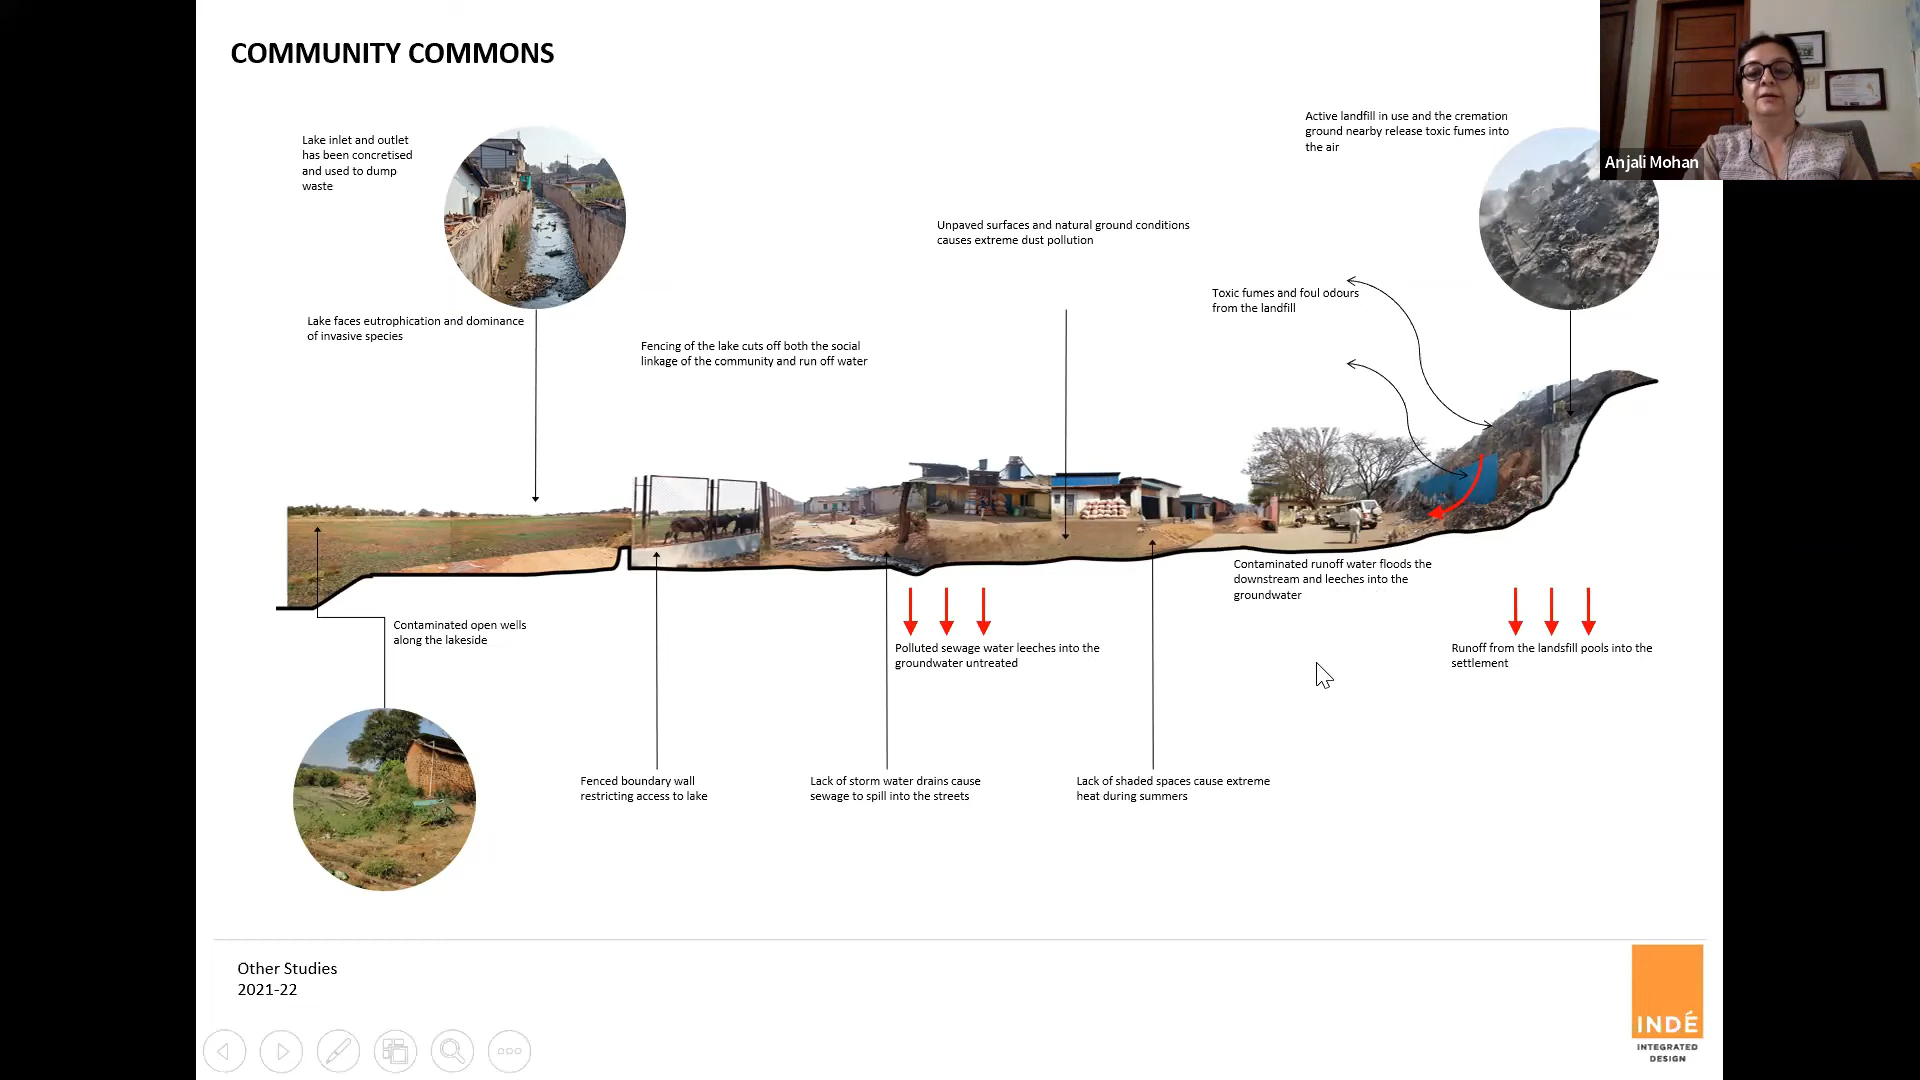 COMMUNITY COMMONS
Lake inlet and outlet
has been concretised
and used to dump
waste
Active landfill in use and the cremation
ground nearby release toxic fumes into
the air
Anjali Mohan
Unpaved surfaces and natural ground conditions
causes extreme dust pollution
Toxic fumes and foul odours
from the landfill
Lake faces eutrophication and dominance
of invasive species
Fencing of the lake cuts off both the social
linkage of the community and run off water
Contaminated runoff water floods the
downstream and leeches into the
groundwater
Contaminated open wells
along the lakeside
Polluted sewage water leeches into the
groundwater untreated
Runoff from the landsfill pools into the
settlement
Fenced boundary wall
restricting access to lake
Lack of storm water drains cause
sewage to spill into the streets
Lack of shaded spaces cause extreme
heat during summers
Other Studies
2021-22
INDÉ
INTEGRATED
DESIGN